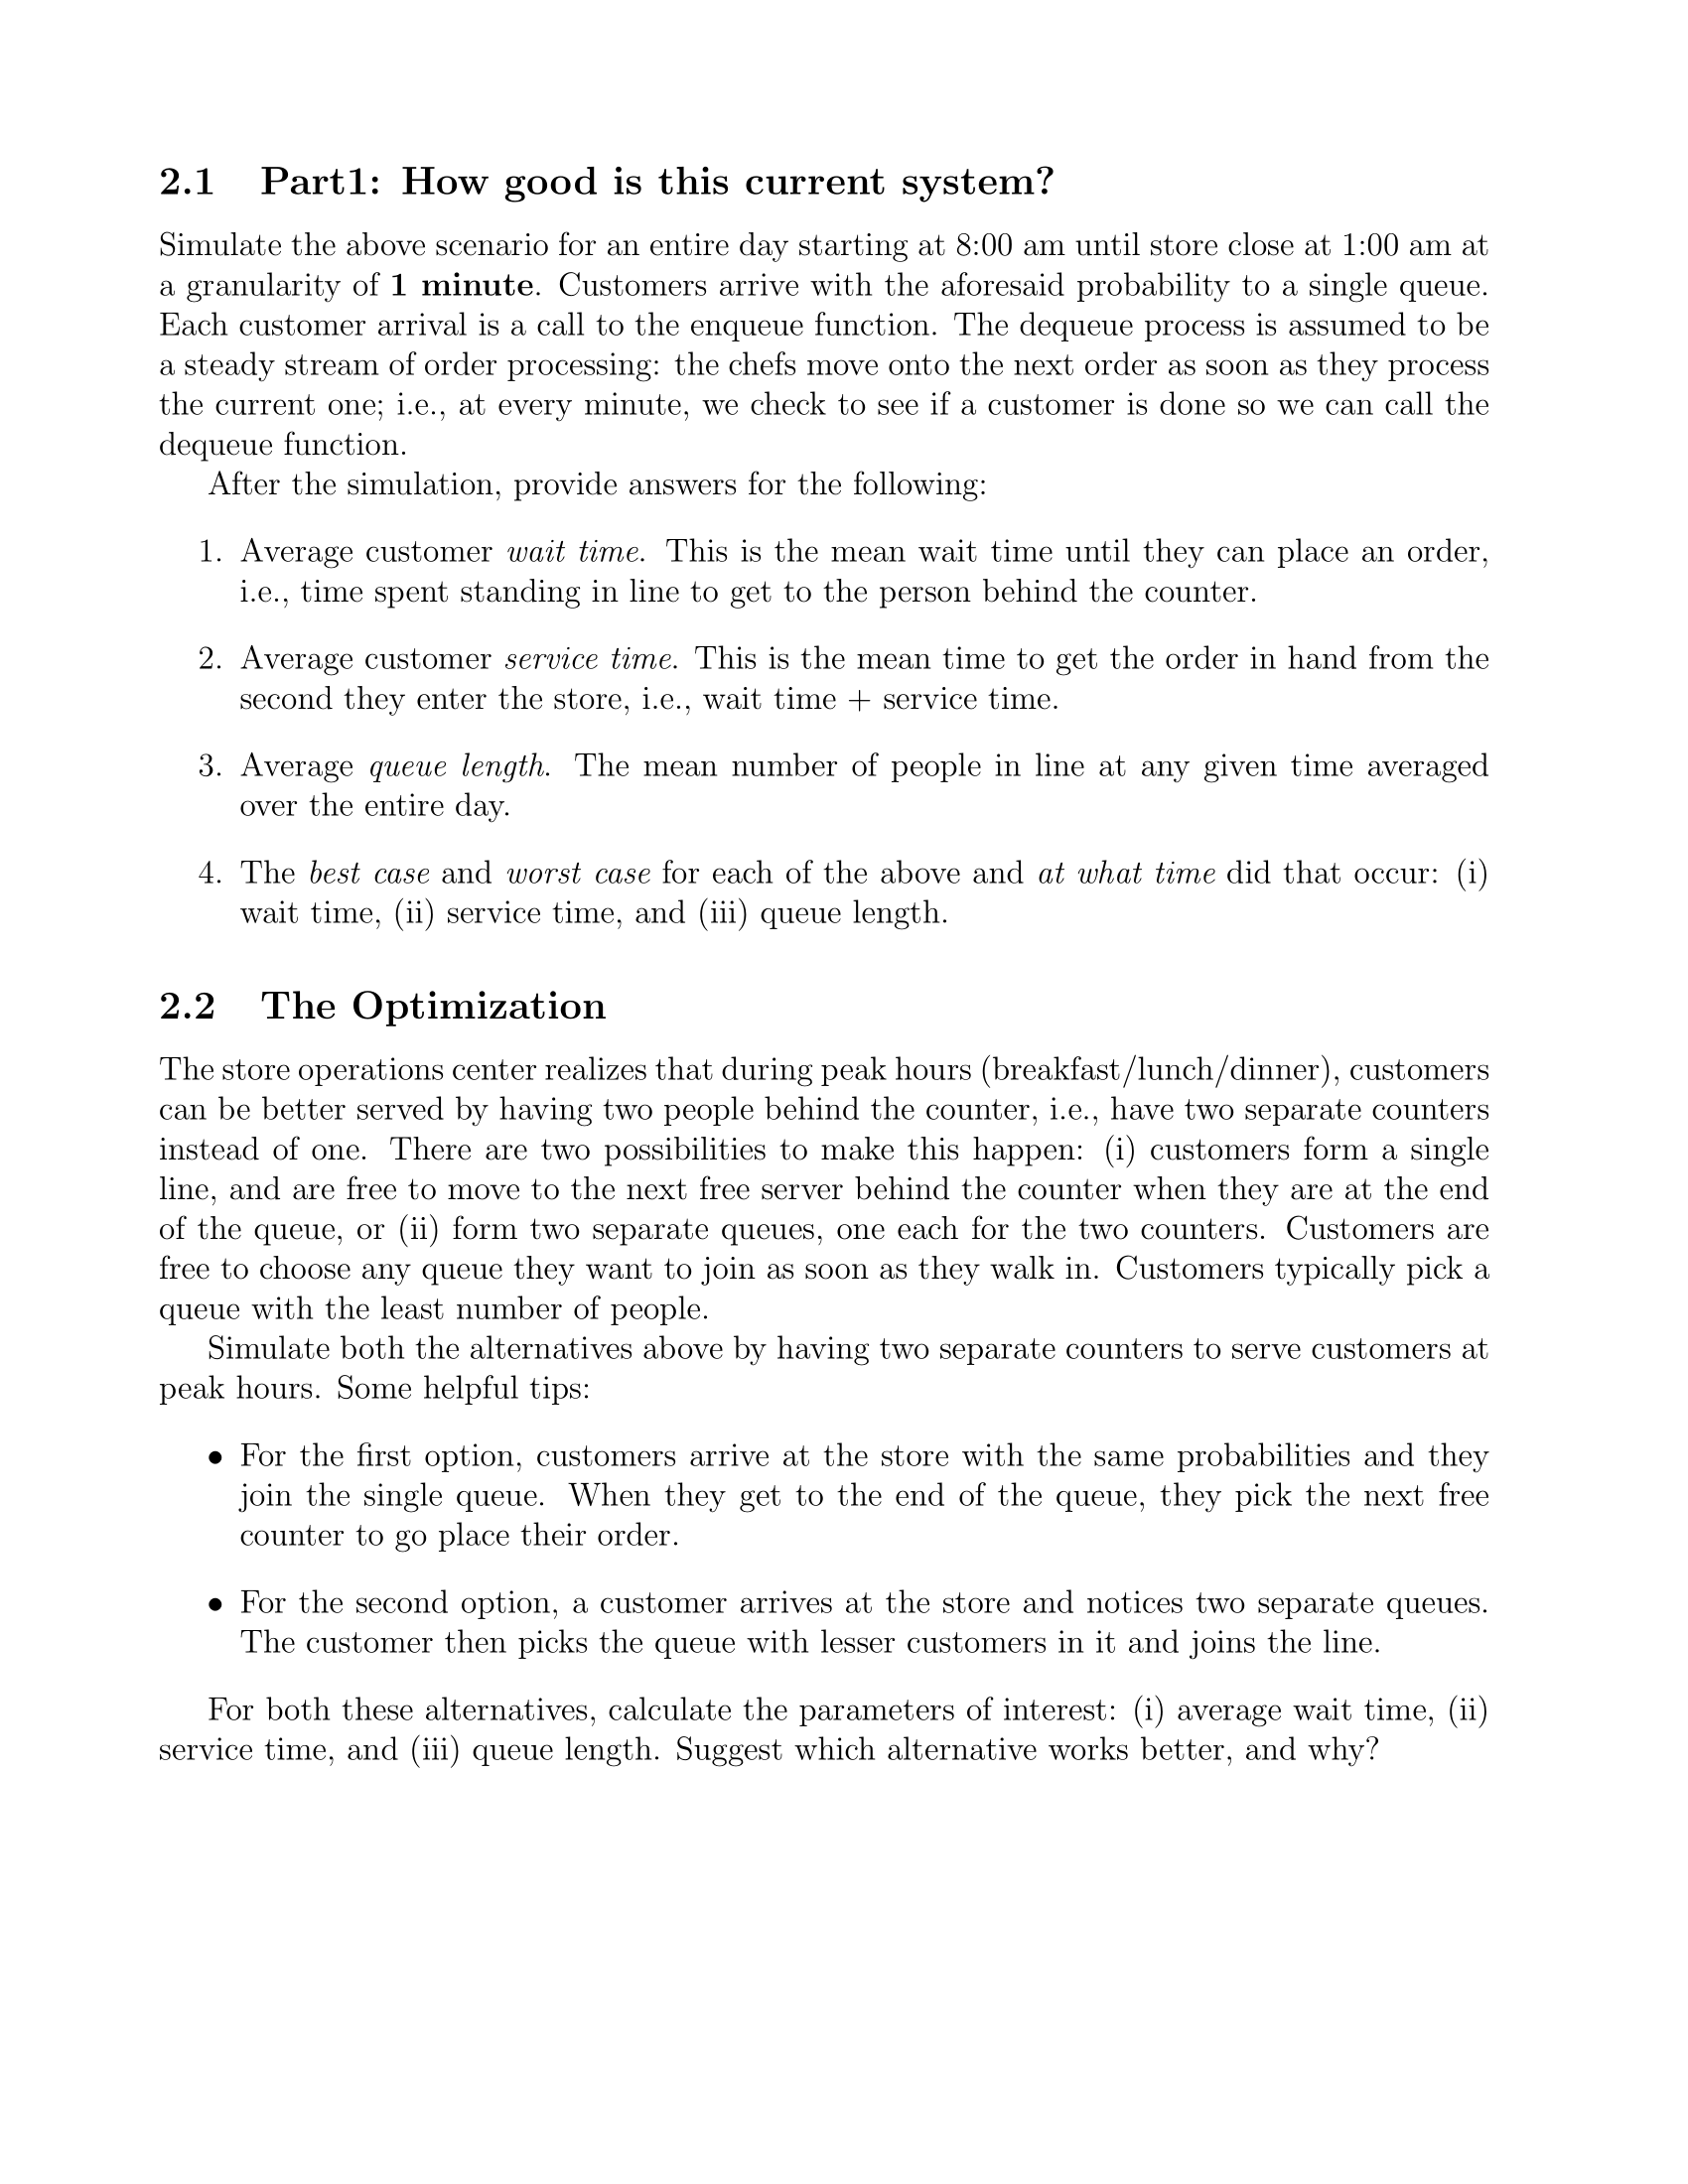 2.1 Part1: How good is this current system?
Simulate the above scenario for an entire day starting at 8:00 am until store close at 1:00 am at
a granularity of 1 minute. Customers arrive with the aforesaid probability to a single queue.
Each customer arrival is a call to the enqueue function. The dequeue process is assumed to be
a steady stream of order processing: the chefs move onto the next order as soon as they process
the current one; i.e., at every minute, we check to see if a customer is done so we can call the
dequeue function.
After the simulation, provide answers for the following:
1. Average customer wait time. This is the mean wait time until they can place an order,
i.e., time spent standing in line to get to the person behind the counter.
2. Average customer service time. This is the mean time to get the order in hand from the
second they enter the store, i.e., wait time + service time.
3. Average queue length. The mean number of people in line at any given time averaged
over the entire day.
4. The best case and worst case for each of the above and at what time did that occur: (i)
wait time, (ii) service time, and (iii) queue length.
2.2 The Optimization
The store operations center realizes that during peak hours (breakfast/lunch/dinner), customers
can be better served by having two people behind the counter, i.e., have two separate counters
instead of one. There are two possibilities to make this happen: (i) customers form a single
line, and are free to move to the next free server behind the counter when they are at the end
of the queue, or (ii) form two separate queues, one each for the two counters. Customers are
free to choose any queue they want to join as soon as they walk in. Customers typically pick a
queue with the least number of people.
Simulate both the alternatives above by having two separate counters to serve customers at
peak hours. Some helpful tips:
• For the first option, customers arrive at the store with the same probabilities and they
join the single queue. When they get to the end of the queue, they pick the next free
counter to go place their order.
• For the second option, a customer arrives at the store and notices two separate queues.
The customer then picks the queue with lesser customers in it and joins the line.
For both these alternatives, calculate the parameters of interest: (i) average wait time, (ii)
service time, and (iii) queue length. Suggest which alternative works better, and why?